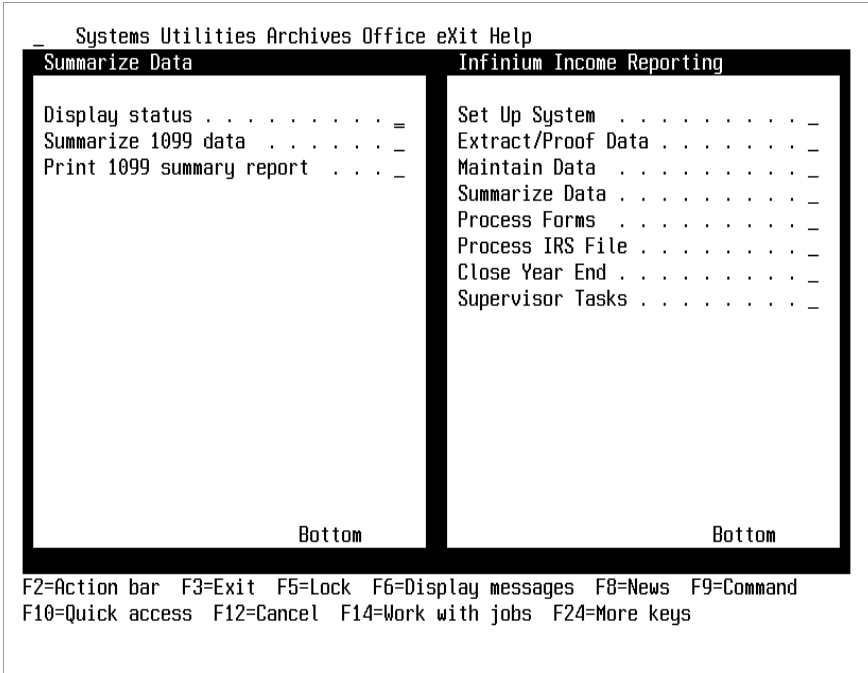 _ Systems Utilities Archives Office eXit Help
Summarize Data Infinium Income Reporting
Display status . . . . . . . . . _ Set Up System . . . . . . . . . _
Summarize 1099 data . . . . . . _ Extract/Proof Data . . . . . . . _
Print 1099 summary report . . . _ Maintain Data . . . . . . . . . _
Summarize Data . . . . . . . . . _
Process Forms . . . . . . . . . _
Process IRS File . . . . . . . . _
Close Year End . . . . . . . . . _
Supervisor Tasks . . . . . . . . _
Bottom Bottom
F2=Action bar F3=Exit F5=Lock F6=Display messages F8=News F9=Command
F10=Quick access F12=Cancel F14=Work with jobs F24=More keys